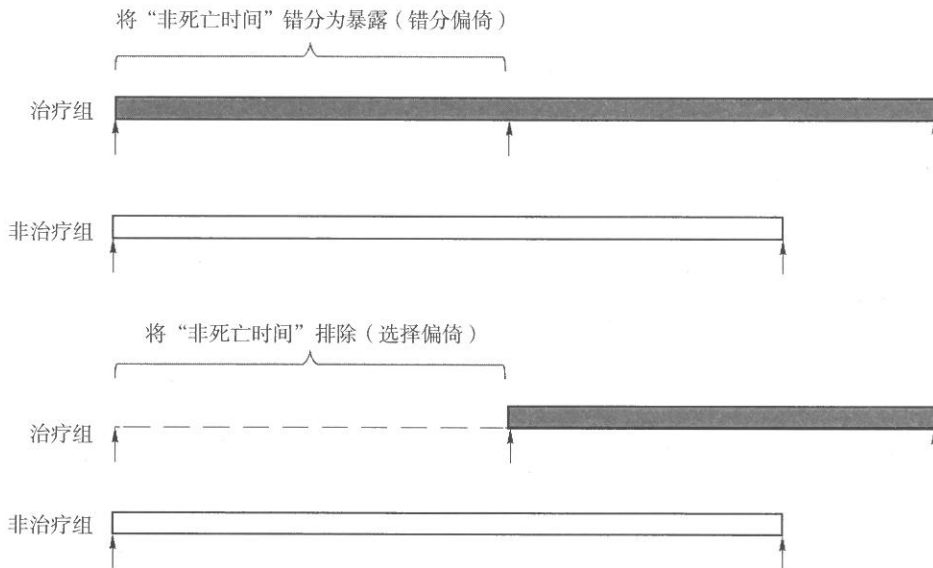 将“非死亡时间”错分为暴露（错分偏倚）
治疗组
非治疗组
将“非死亡时间”排除（选择偏倚）
治疗组
非治疗组